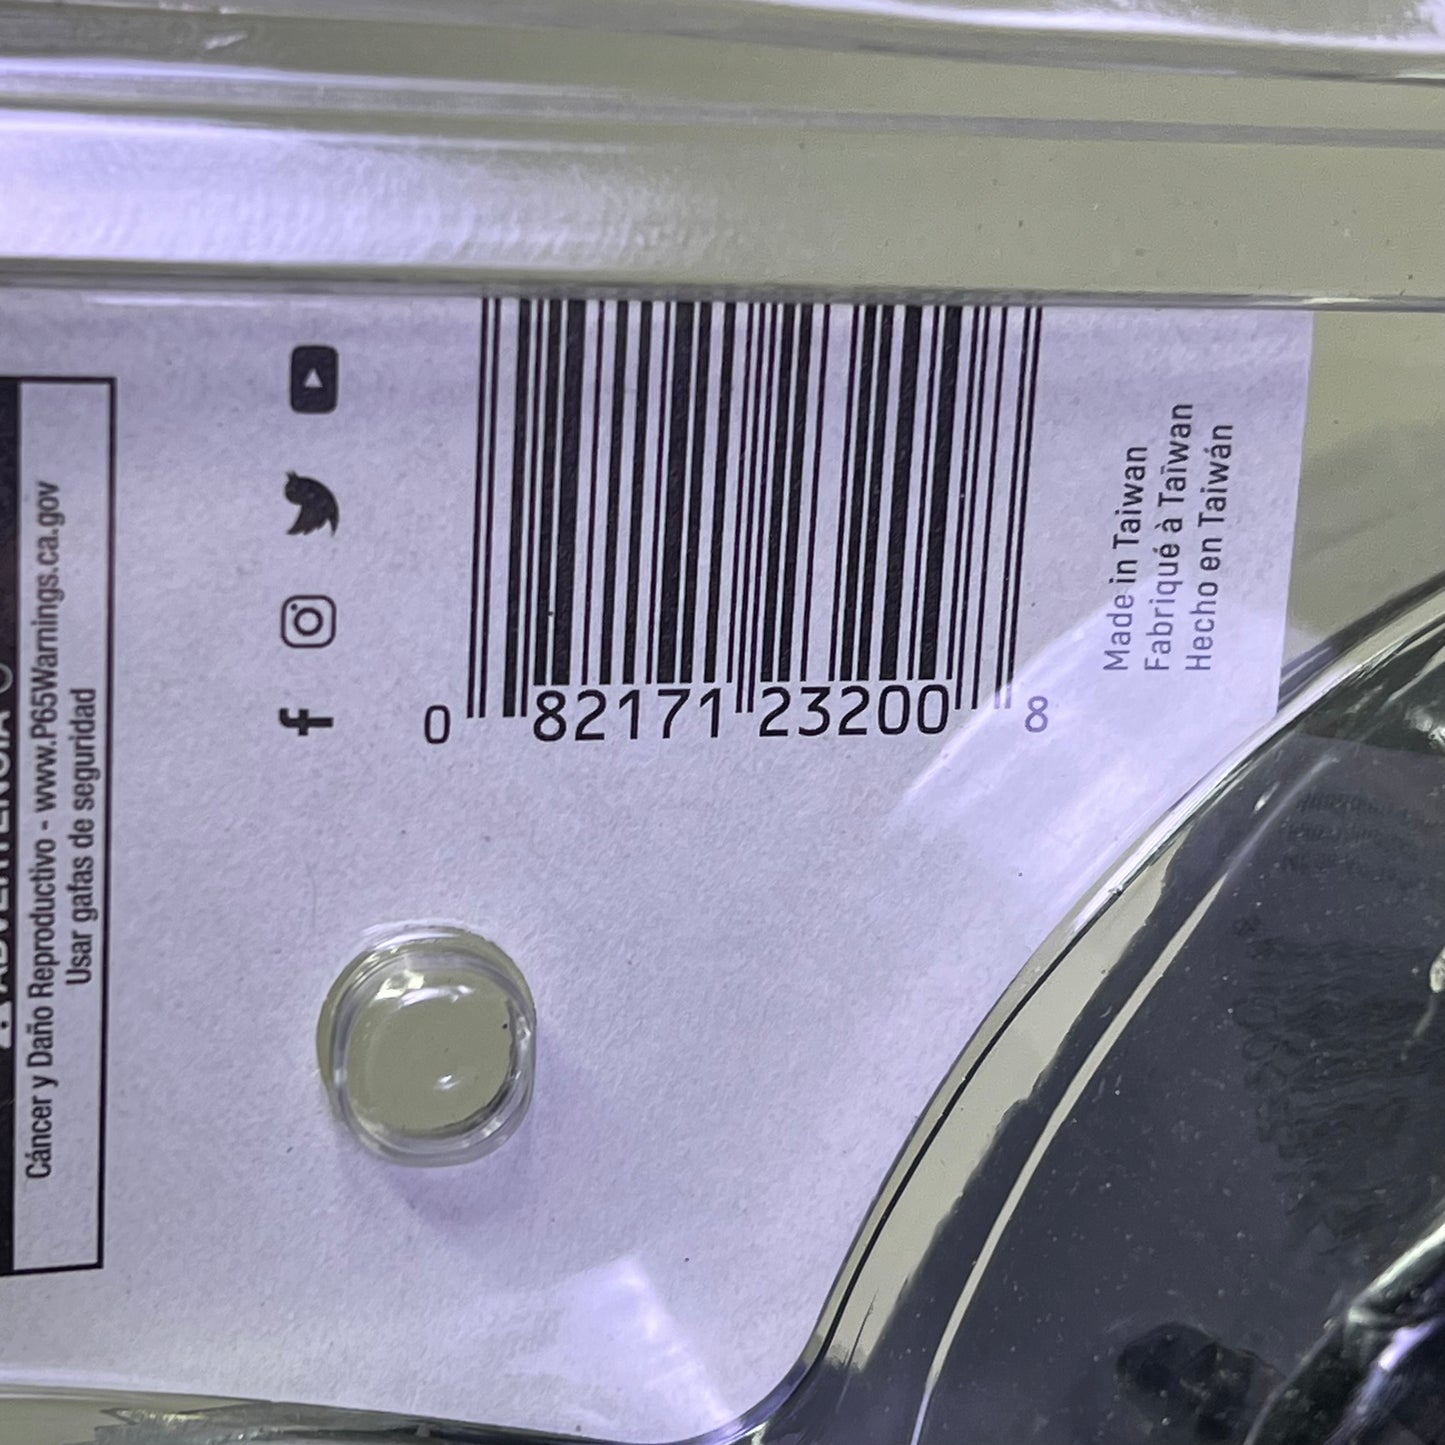 Cáncer y Daño Reproductivo - www.P65Warnings.ca.gov
Usar gafas de seguridad
0 82171 23200 8
Made in Taiwan
Fabriqué à Taïwan
Hecho en Taiwán